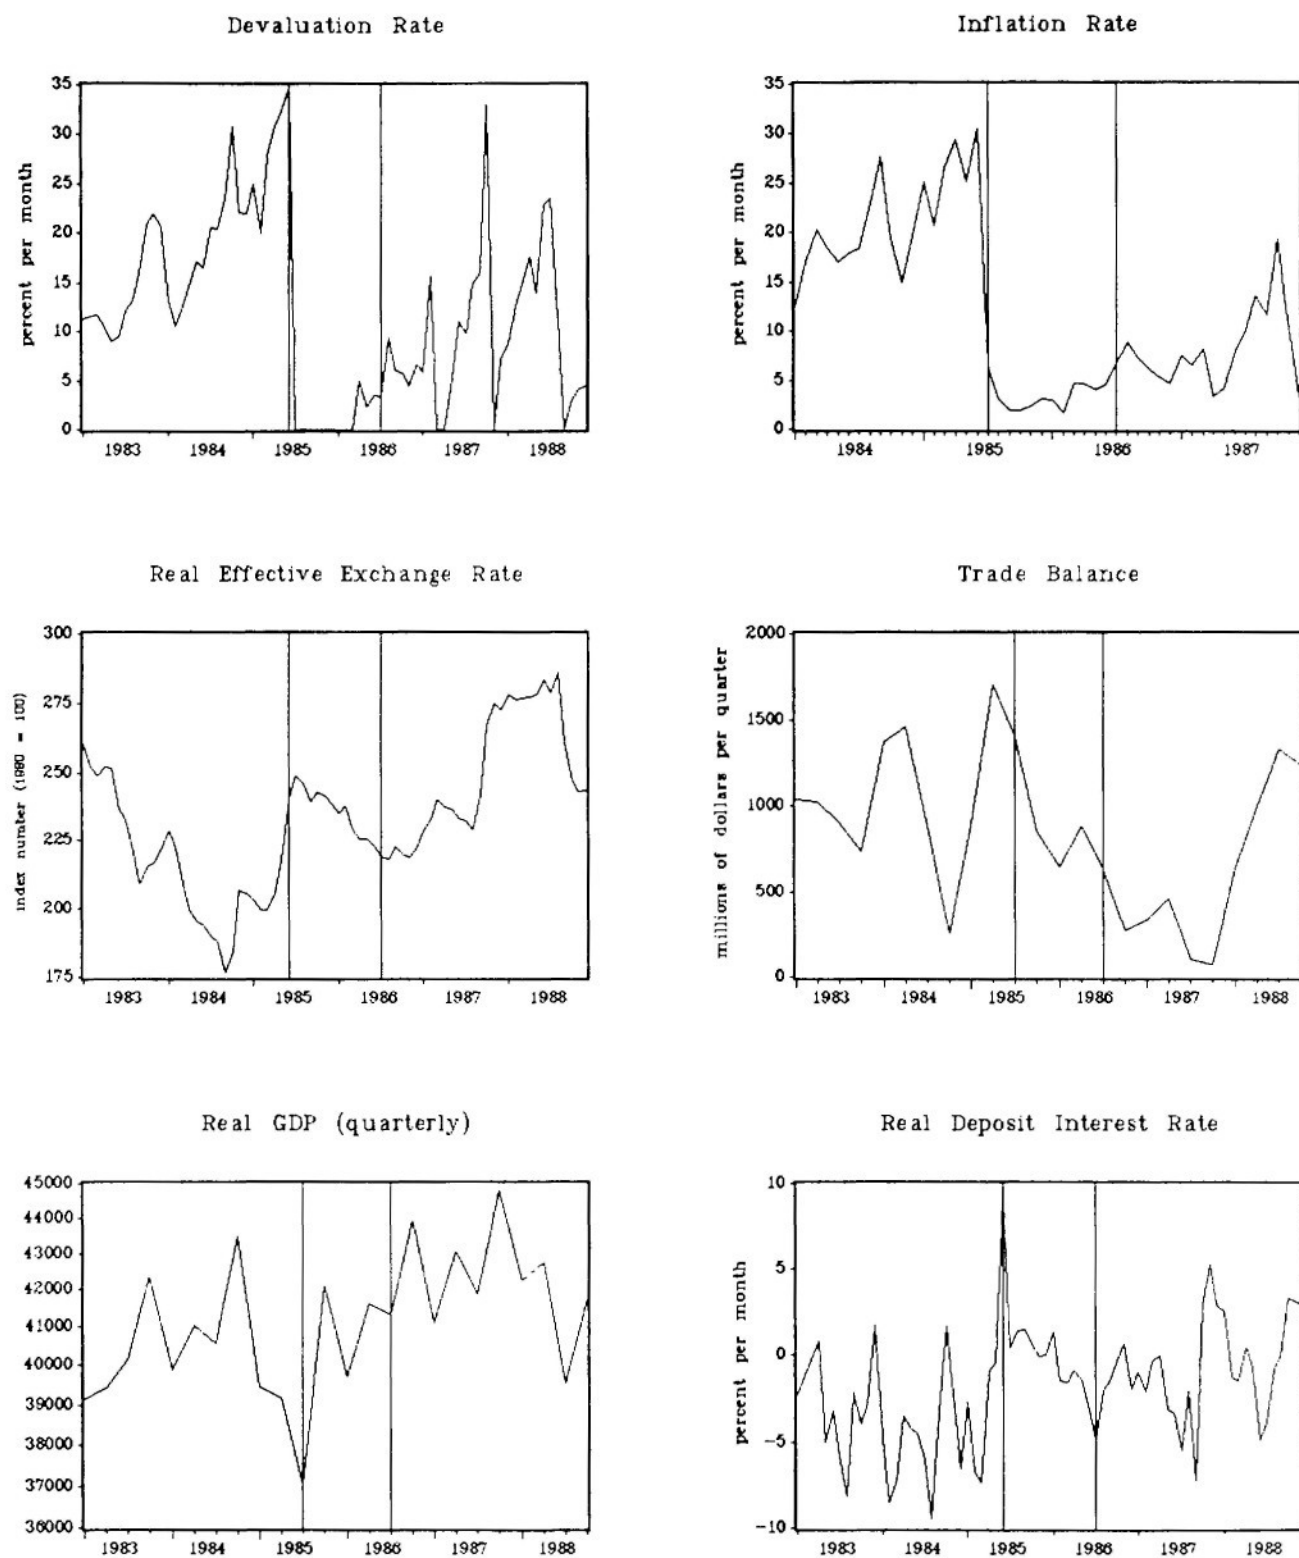 Devaluation Rate
percent per month
35
30
25
20
15
10
5
0
1983 1984 1985 1986 1987 1988
Inflation Rate
percent per month
35
30
25
20
15
10
5
0
1984 1985 1986 1987
Real Effective Exchange Rate
index number (1980 = 100)
300
275
250
225
200
175
1983 1984 1985 1986 1987 1988
Trade Balance
millions of dollars per quarter
2000
1500
1000
500
0
1983 1984 1985 1986 1987 1988
Real GDP (quarterly)
45000
44000
43000
42000
41000
40000
39000
38000
37000
36000
1983 1984 1985 1986 1987 1988
Real Deposit Interest Rate
percent per month
10
5
0
-5
-10
1983 1984 1985 1986 1987 1988